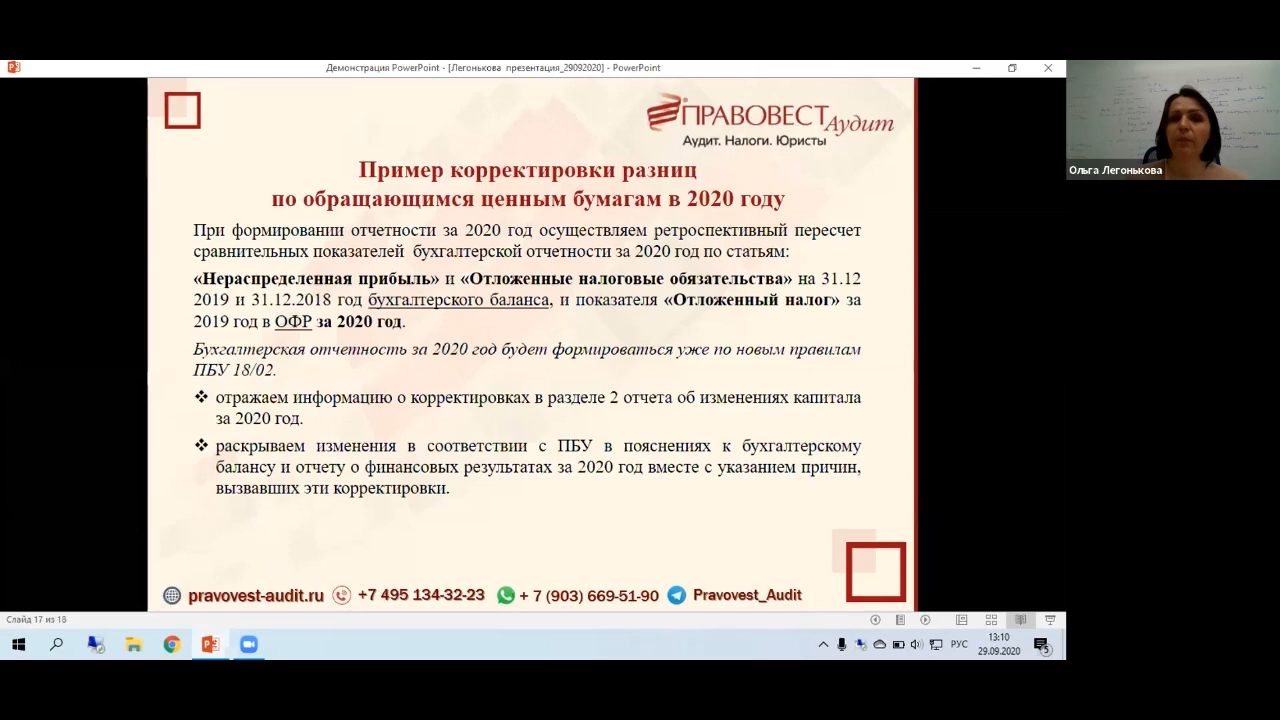 Демонстрация PowerPoint - [Легонькова презентация_29092020] - PowerPoint
ПРАВОВЕСТ
Аудит
Аудит. Налоги. Юристы
Ольга Легонькова
Пример корректировки разниц
по обращающимся ценным бумагам в 2020 году
При формировании отчетности за 2020 год осуществляем ретроспективный пересчет
сравнительных показателей бухгалтерской отчетности за 2020 год по статьям:
«Нераспределенная прибыль» и «Отложенные налоговые обязательства» на 31.12
2019 и 31.12.2018 год бухгалтерского баланса, и показателя «Отложенный налог» за
2019 год в ОФР за 2020 год.
Бухгалтерская отчетность за 2020 год будет формироваться уже по новым правилам
ПБУ 18/02.
❖ отражаем информацию о корректировках в разделе 2 отчета об изменениях капитала
за 2020 год.
❖ раскрываем изменения в соответствии с ПБУ в пояснениях к бухгалтерскому
балансу и отчету о финансовых результатах за 2020 год вместе с указанием причин,
вызвавших эти корректировки.
pravovest-audit.ru +7 495 134-32-23 + 7 (903) 669-51-90 Pravovest_Audit
Слайд 17 из 18
РУС
13:10
29.09.2020
5